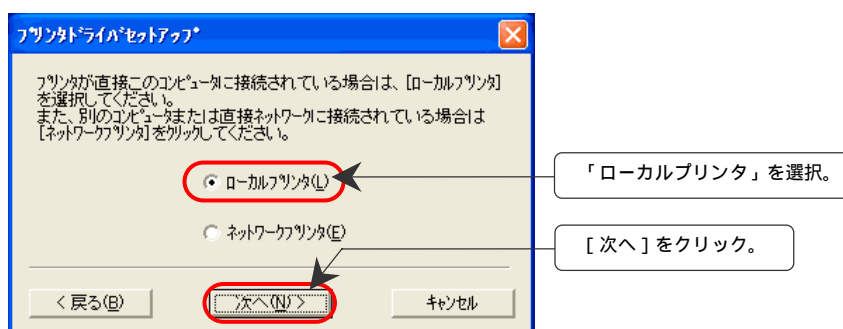 プリンタドライバセットアップ
プリンタが直接このコンピュータに接続されている場合は、[ローカルプリンタ]
を選択してください。
また、別のコンピュータまたは直接ネットワークに接続されている場合は
[ネットワークプリンタ]をクリックしてください。
ローカルプリンタ(L)
「ローカルプリンタ」を選択。
ネットワークプリンタ(E)
[次へ]をクリック。
< 戻る(B)
次へ(N) >
キャンセル